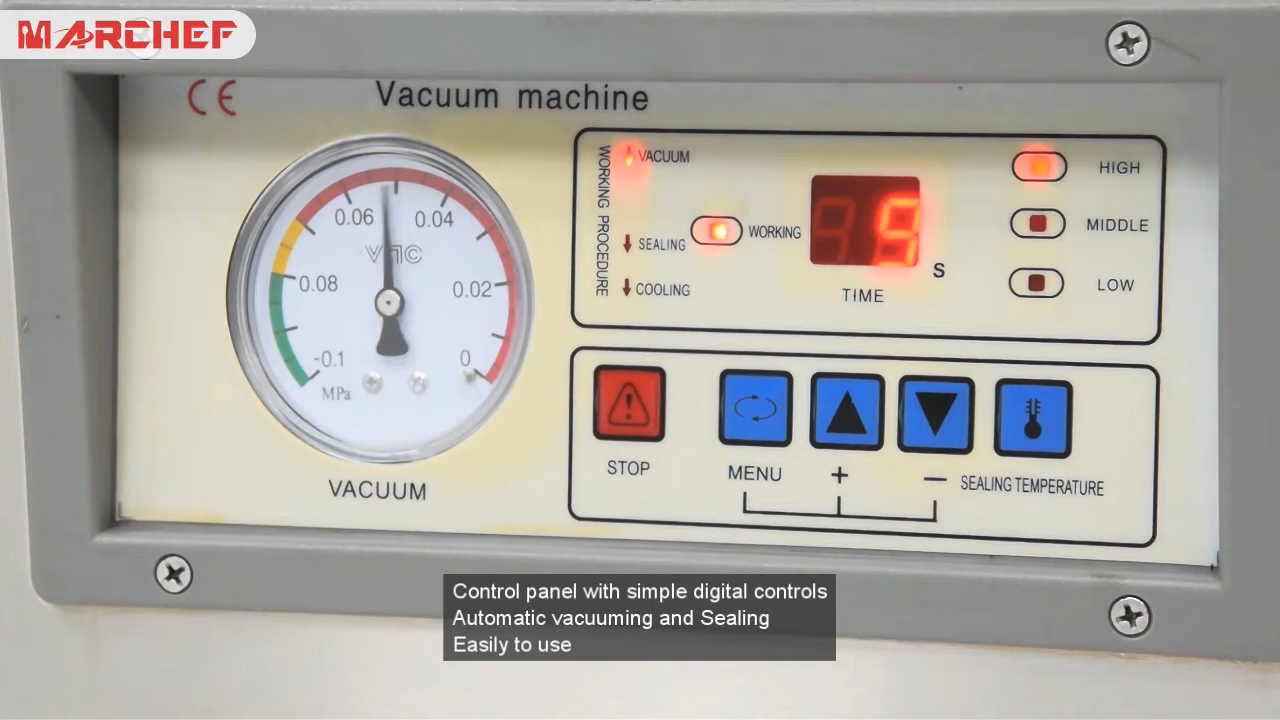 MARCHEF
CE
Vacuum machine
0.06
0.04
VAC
0.08
0.02
-0.1
0
MPa
VACUUM
WORKING PROCEDURE
VACUUM
SEALING
COOLING
WORKING
9
S
TIME
HIGH
MIDDLE
LOW
STOP
MENU
+
−
SEALING TEMPERATURE
Control panel with simple digital controls
Automatic vacuuming and Sealing
Easily to use